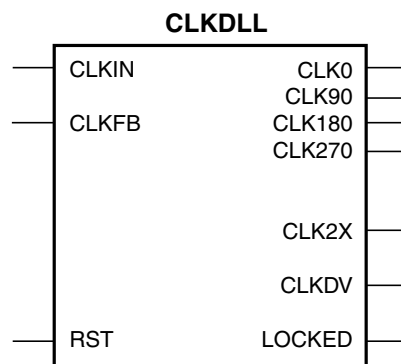 CLKDLL
CLKIN
CLK0
CLK90
CLKFB
CLK180
CLK270
CLK2X
CLKDV
RST
LOCKED